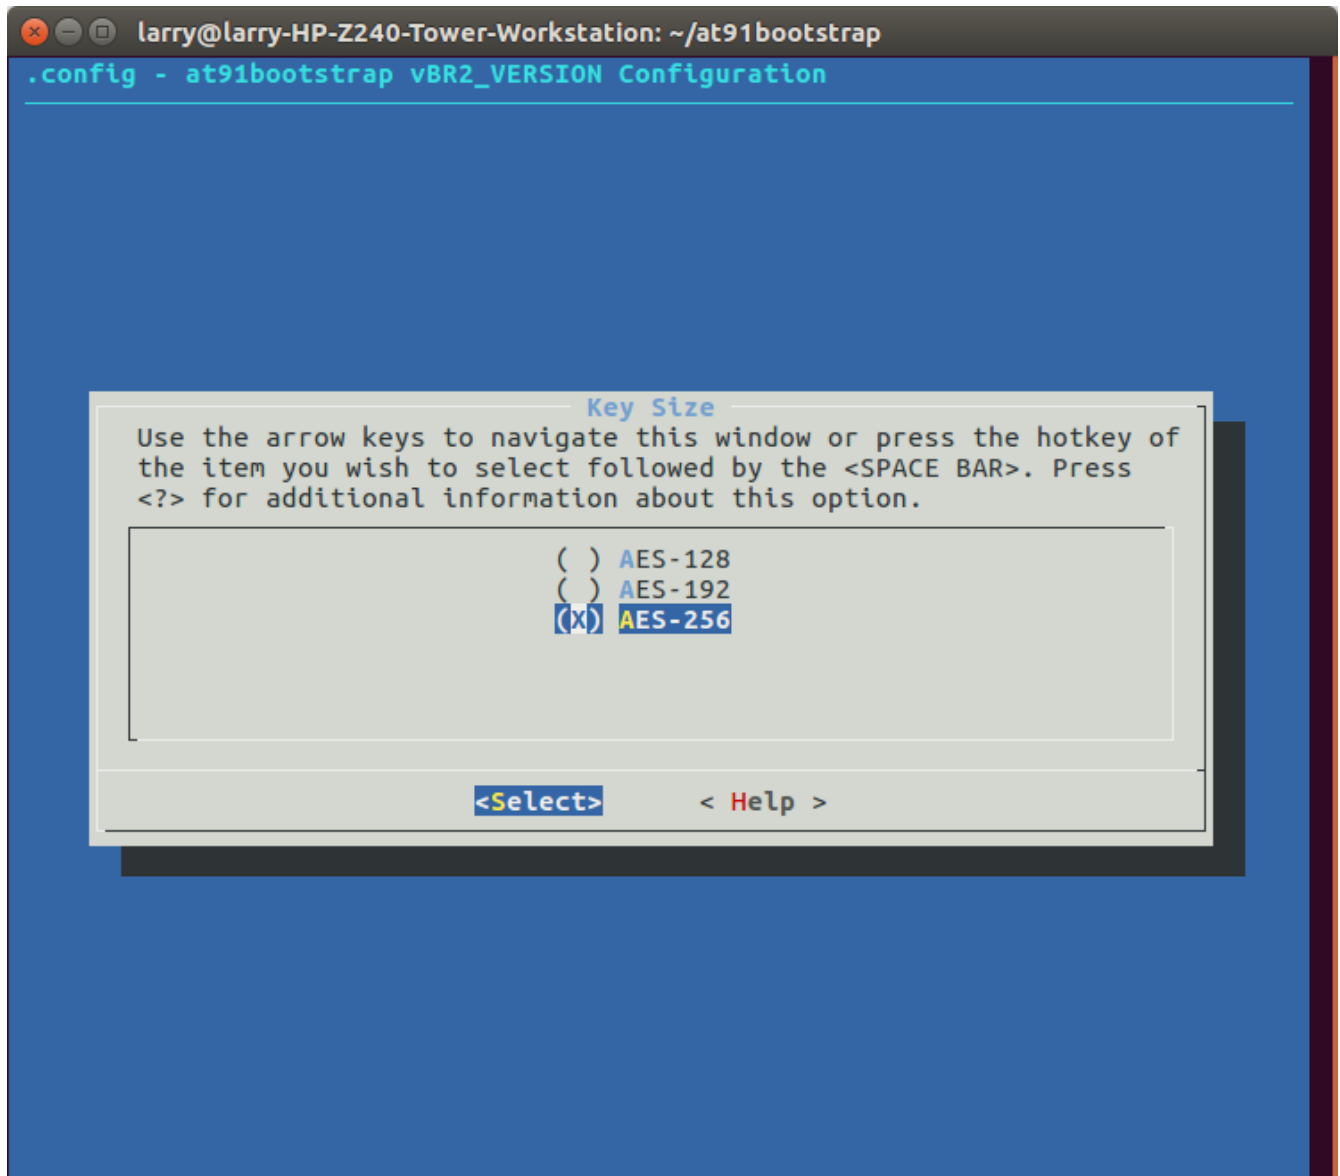 larry@larry-HP-Z240-Tower-Workstation: ~/at91bootstrap
.config - at91bootstrap vBR2_VERSION Configuration
Key Size
Use the arrow keys to navigate this window or press the hotkey of
the item you wish to select followed by the <SPACE BAR>. Press
<?> for additional information about this option.
( ) AES-128
( ) AES-192
(X) AES-256
<Select> < Help >